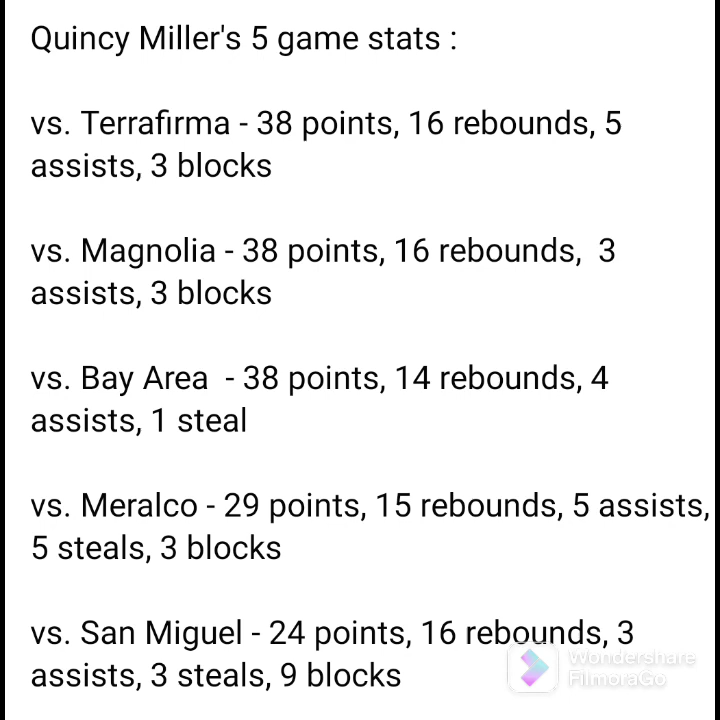 Quincy Miller's 5 game stats :
vs. Terrafirma - 38 points, 16 rebounds, 5
assists, 3 blocks
vs. Magnolia - 38 points, 16 rebounds,  3
assists, 3 blocks
vs. Bay Area  - 38 points, 14 rebounds, 4
assists, 1 steal
vs. Meralco - 29 points, 15 rebounds, 5 assists,
5 steals, 3 blocks
vs. San Miguel - 24 points, 16 rebounds, 3
assists, 3 steals, 9 blocks
Wondershare
FilmoraGo